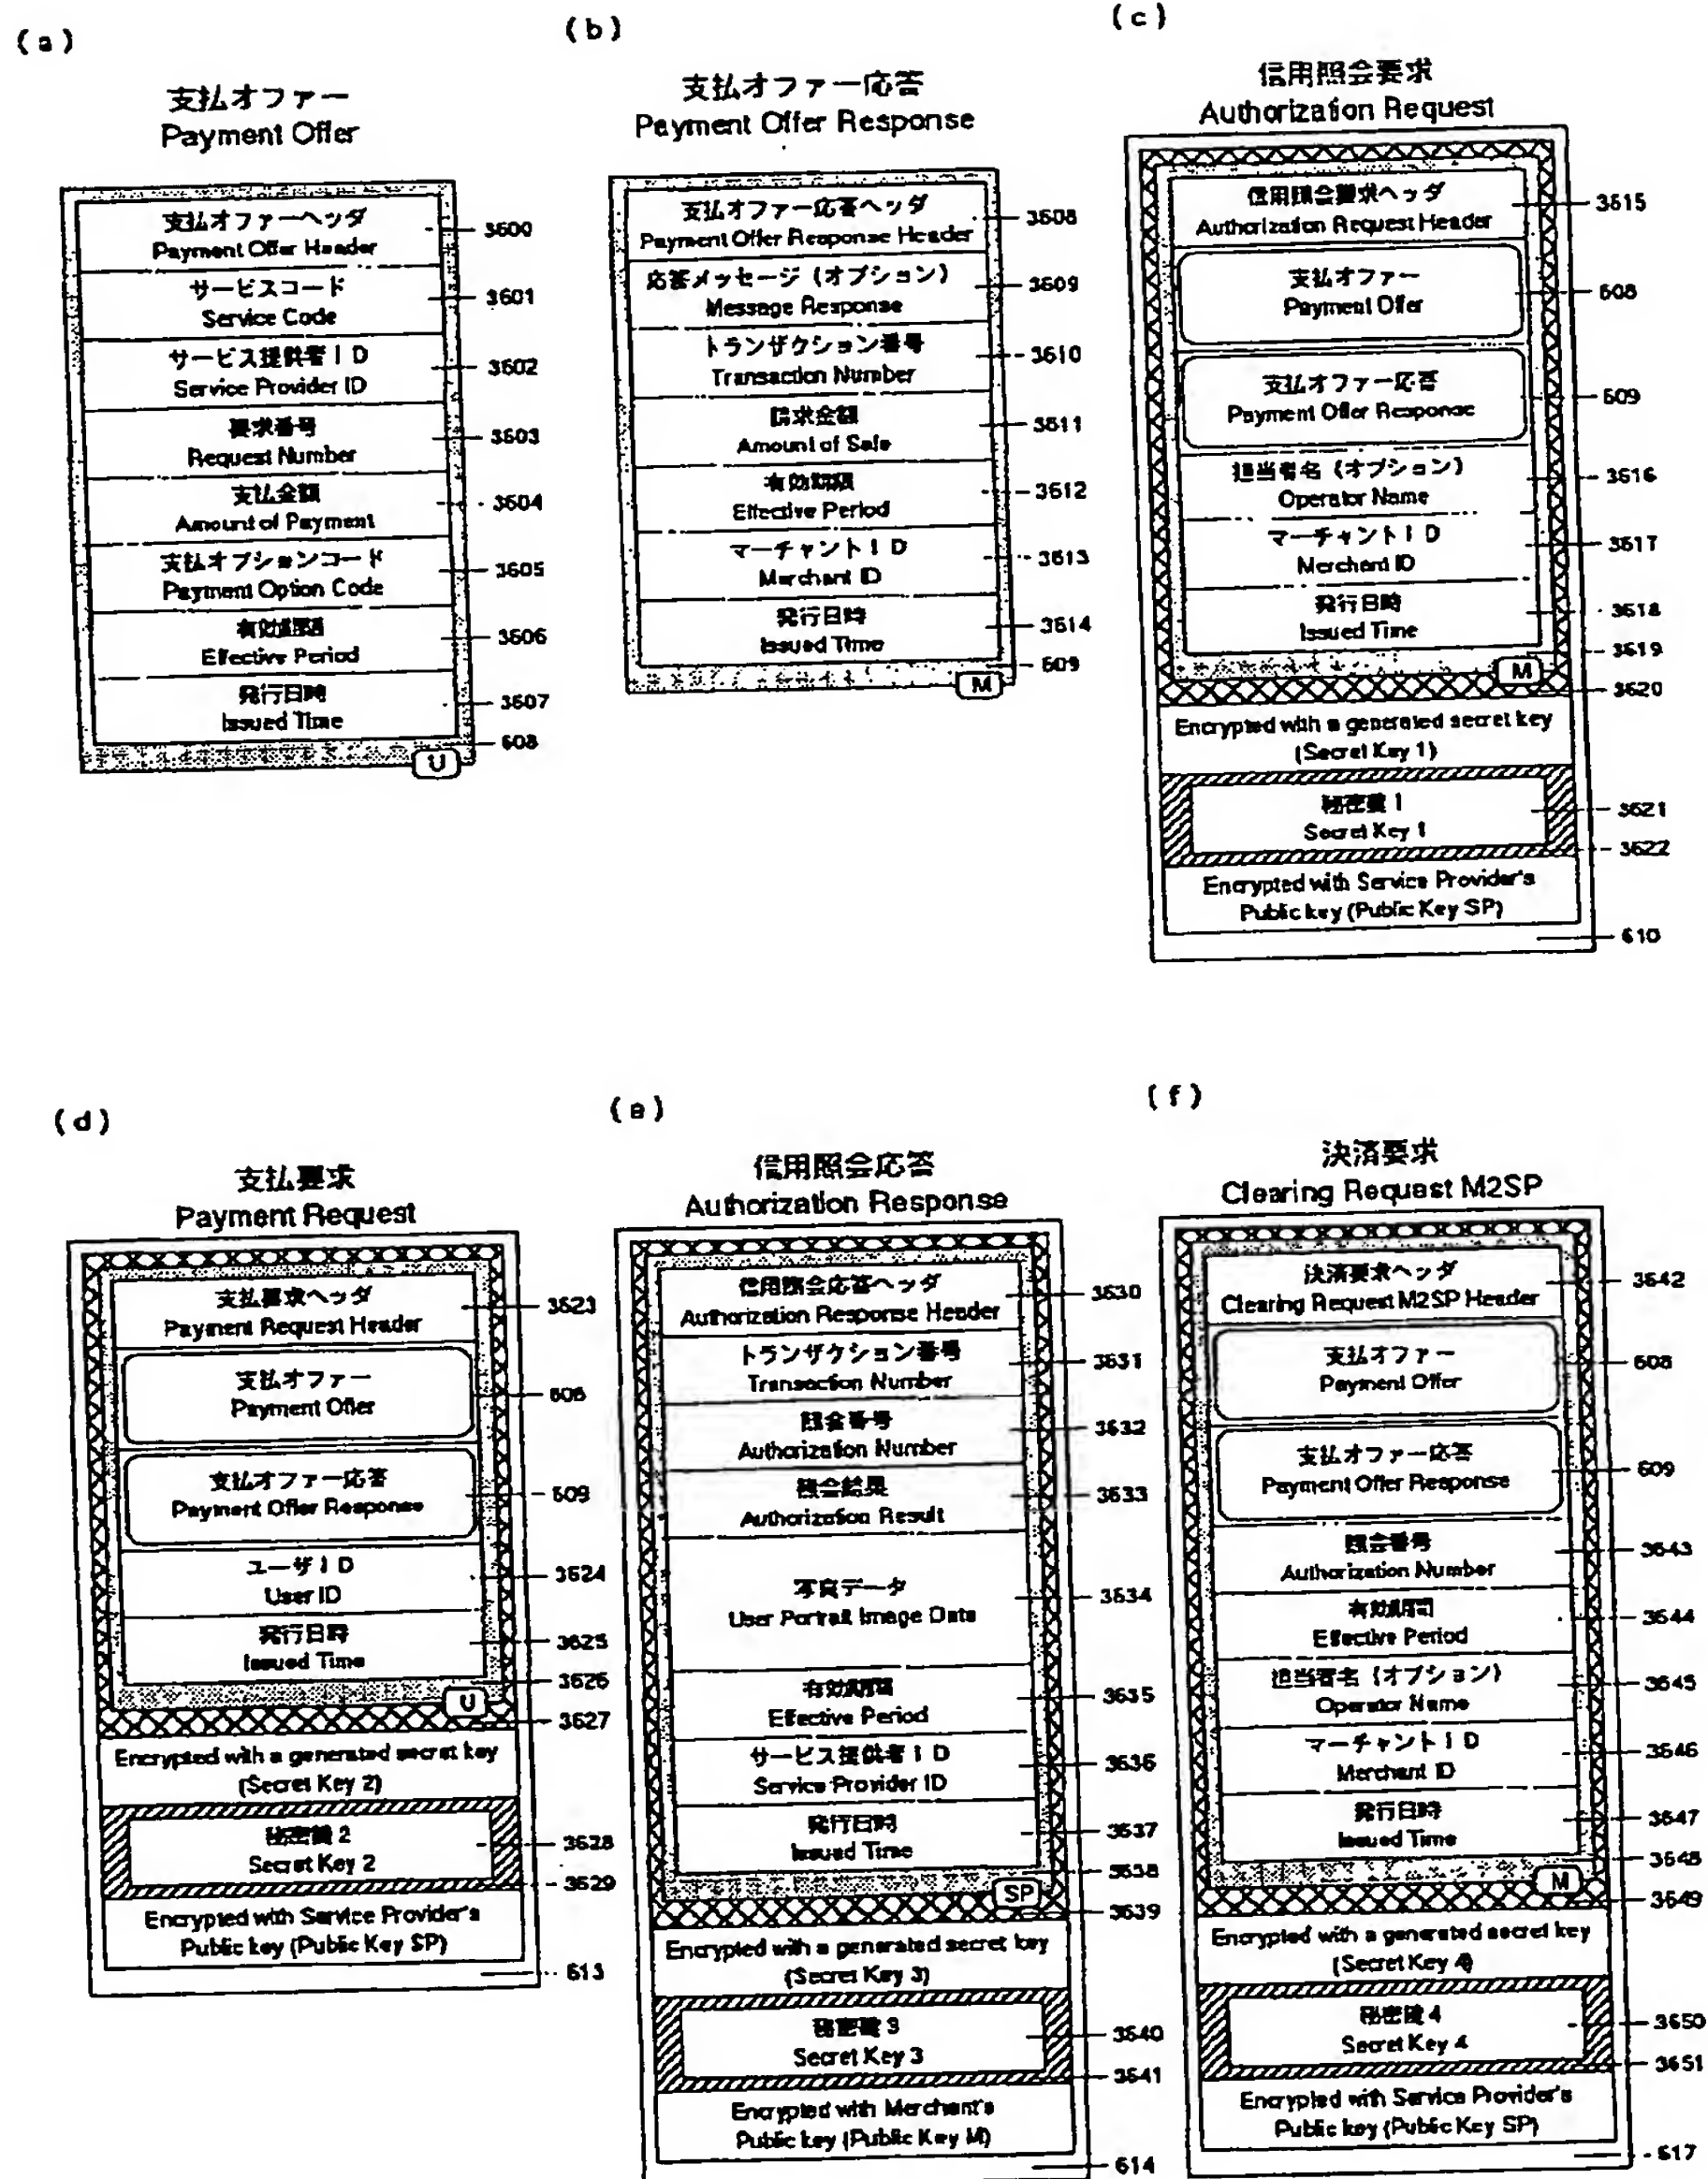 (a)
支払オファー
Payment Offer
支払オファーヘッダ
Payment Offer Header
3600
サービスコード
Service Code
3601
サービス提供者ID
Service Provider ID
3602
要求番号
Request Number
3603
支払金額
Amount of Payment
3604
支払オプションコード
Payment Option Code
3605
有効期限
Effective Period
3606
発行日時
Issued Time
3607
608
U
(b)
支払オファー応答
Payment Offer Response
支払オファー応答ヘッダ
Payment Offer Response Header
3608
応答メッセージ (オプション)
Message Response
3609
トランザクション番号
Transaction Number
3610
請求金額
Amount of Sale
3611
有効期限
Effective Period
3612
マーチャントID
Merchant ID
3613
発行日時
Issued Time
3614
609
M
(c)
信用照会要求
Authorization Request
信用照会要求ヘッダ
Authorization Request Header
3615
支払オファー
Payment Offer
608
支払オファー応答
Payment Offer Response
609
担当者名 (オプション)
Operator Name
3616
マーチャントID
Merchant ID
3617
発行日時
Issued Time
3618
3619
M
3620
Encrypted with a generated secret key
(Secret Key 1)
秘密鍵1
Secret Key 1
3621
3622
Encrypted with Service Provider's
Public key (Public Key SP)
610
(d)
支払要求
Payment Request
支払要求ヘッダ
Payment Request Header
3623
支払オファー
Payment Offer
608
支払オファー応答
Payment Offer Response
609
ユーザID
User ID
3624
発行日時
Issued Time
3625
3626
U
3627
Encrypted with a generated secret key
(Secret Key 2)
秘密鍵2
Secret Key 2
3628
3629
Encrypted with Service Provider's
Public key (Public Key SP)
613
(e)
信用照会応答
Authorization Response
信用照会応答ヘッダ
Authorization Response Header
3630
トランザクション番号
Transaction Number
3631
照会番号
Authorization Number
3632
照会結果
Authorization Result
3633
写真データ
User Portrait Image Data
3634
有効期限
Effective Period
3635
サービス提供者ID
Service Provider ID
3636
発行日時
Issued Time
3637
3638
SP
3639
Encrypted with a generated secret key
(Secret Key 3)
秘密鍵3
Secret Key 3
3640
3641
Encrypted with Merchant's
Public key (Public Key M)
614
(f)
決済要求
Clearing Request M2SP
決済要求ヘッダ
Clearing Request M2SP Header
3642
支払オファー
Payment Offer
608
支払オファー応答
Payment Offer Response
609
照会番号
Authorization Number
3643
有効期間
Effective Period
3644
担当者名 (オプション)
Operator Name
3645
マーチャントID
Merchant ID
3646
発行日時
Issued Time
3647
3648
M
3649
Encrypted with a generated secret key
(Secret Key 4)
秘密鍵4
Secret Key 4
3650
3651
Encrypted with Service Provider's
Public key (Public Key SP)
617